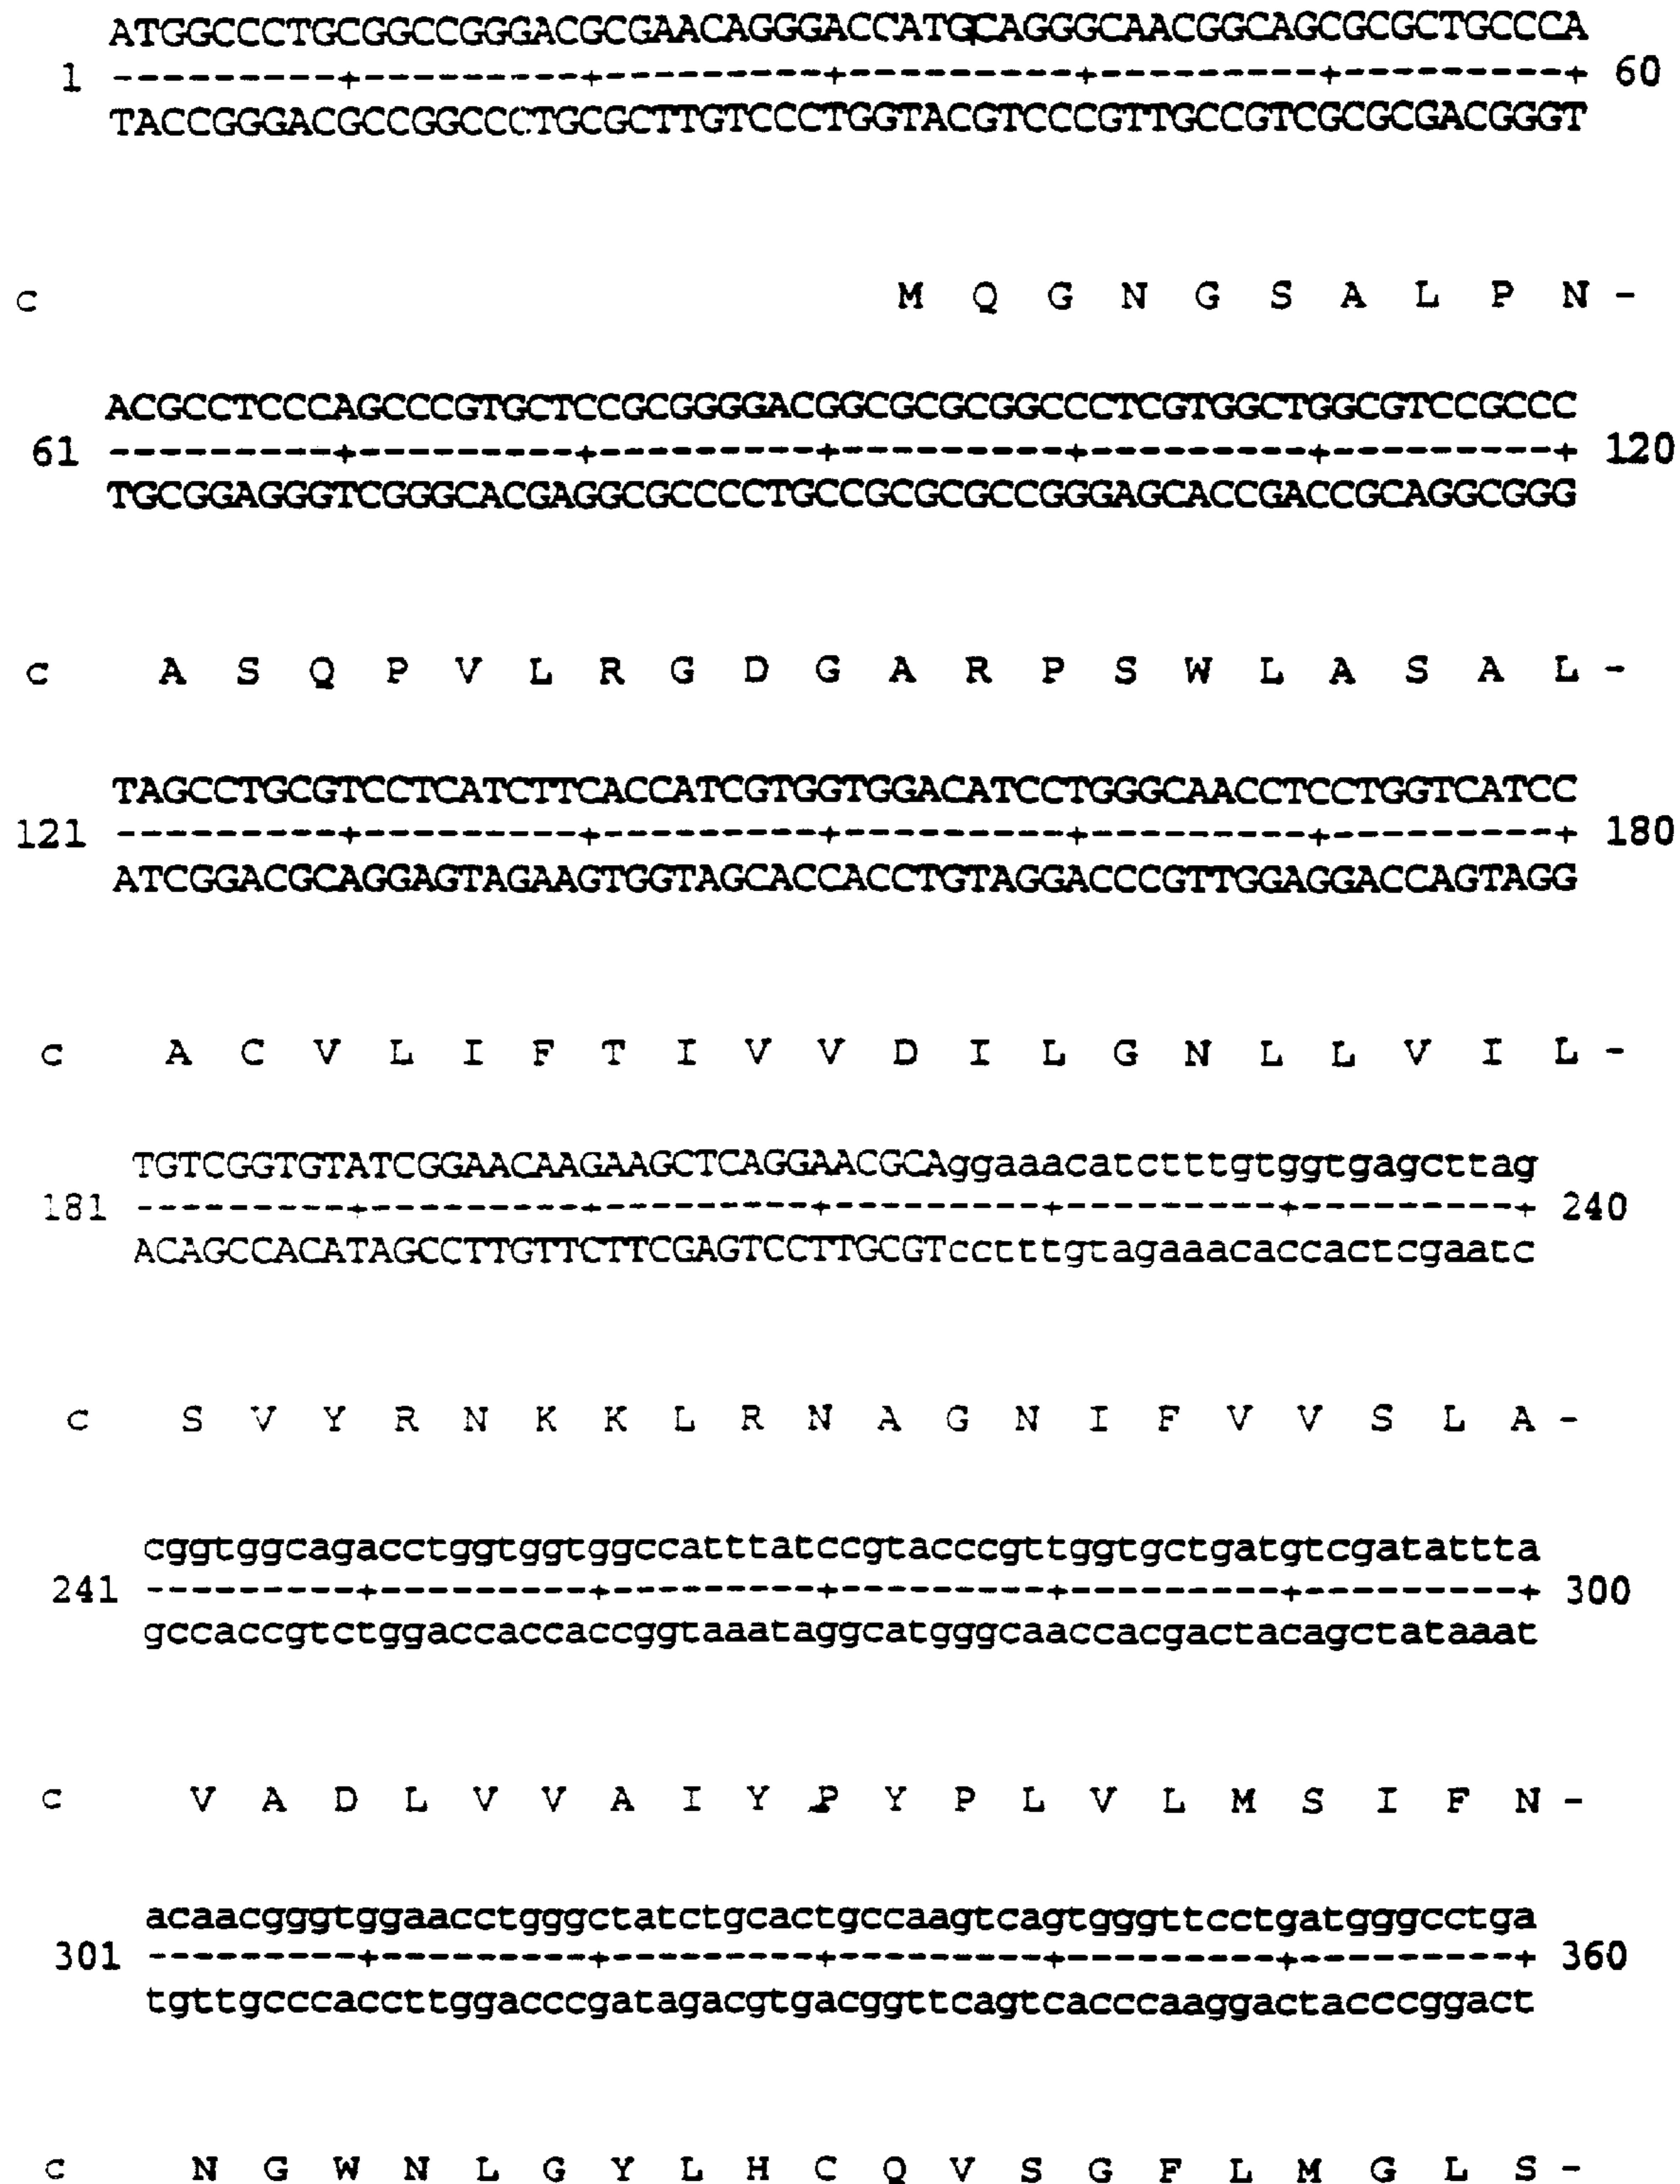 ATGGCCCTGCGGCCGGGACGCGAACAGGGACCATGCAGGGCAACGGCAGCGCGCTGCCCA
1 ---------+---------+---------+---------+---------+---------+ 60
TACCGGGACGCCGGCCCTGCGCTTGTCCCTGGTACGTCCCGTTGCCGTCGCGCGACGGGT
c M Q G N G S A L P N -
ACGCCTCCCAGCCCGTGCTCCGCGGGGACGGCGCGCGGCCCTCGTGGCTGGCGTCCGCCC
61 ---------+---------+---------+---------+---------+---------+ 120
TGCGGAGGGTCGGGCACGAGGCGCCCCTGCCGCGCGCCGGGAGCACCGACCGCAGGCGGG
c A S Q P V L R G D G A R P S W L A S A L -
TAGCCTGCGTCCTCATCTTCACCATCGTGGTGGACATCCTGGGCAACCTCCTGGTCATCC
121 ---------+---------+---------+---------+---------+---------+ 180
ATCGGACGCAGGAGTAGAAGTGGTAGCACCACCTGTAGGACCCGTTGGAGGACCAGTAGG
c A C V L I F T I V V D I L G N L L V I L -
TGTCGGTGTATCGGAACAAGAAGCTCAGGAACGCAggaaacatctttgtggtgagcttag
181 ---------+---------+---------+---------+---------+---------+ 240
ACAGCCACATAGCCTTGTTCTTCGAGTCCTTGCGTcctttgtagaaacaccactcgaatc
c S V Y R N K K L R N A G N I F V V S L A -
cggtggcagacctggtggtggccatttatccgtacccgttggtgctgatgtcgatattta
241 ---------+---------+---------+---------+---------+---------+ 300
gccaccgtctggaccaccaccggtaaataggcatgggcaaccacgactacagctataaat
c V A D L V V A I Y P Y P L V L M S I F N -
acaacgggtggaacctgggctatctgcactgccaagtcagtgggttcctgatgggcctga
301 ---------+---------+---------+---------+---------+---------+ 360
tgttgcccaccttggacccgatagacgtgacggttcagtcacccaaggactacccggact
c N G W N L G Y L H C Q V S G F L M G L S -